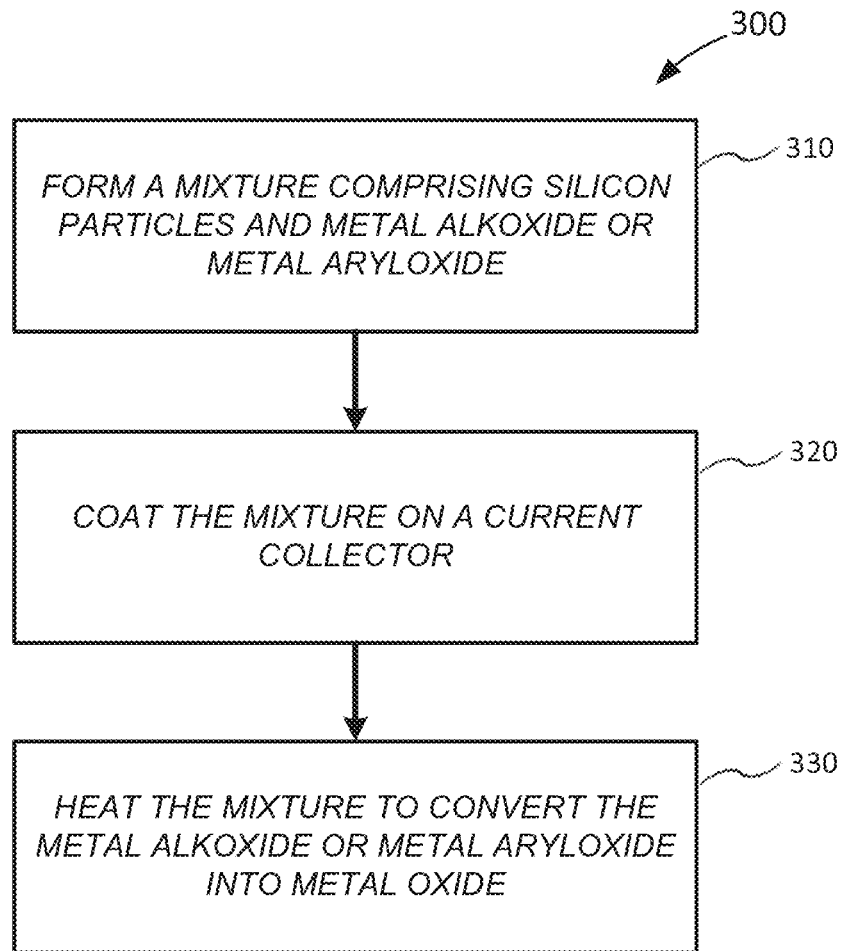 300
310
FORM A MIXTURE COMPRISING SILICON
PARTICLES AND METAL ALKOXIDE OR
METAL ARYLOXIDE
320
COAT THE MIXTURE ON A CURRENT
COLLECTOR
330
HEAT THE MIXTURE TO CONVERT THE
METAL ALKOXIDE OR METAL ARYLOXIDE
INTO METAL OXIDE